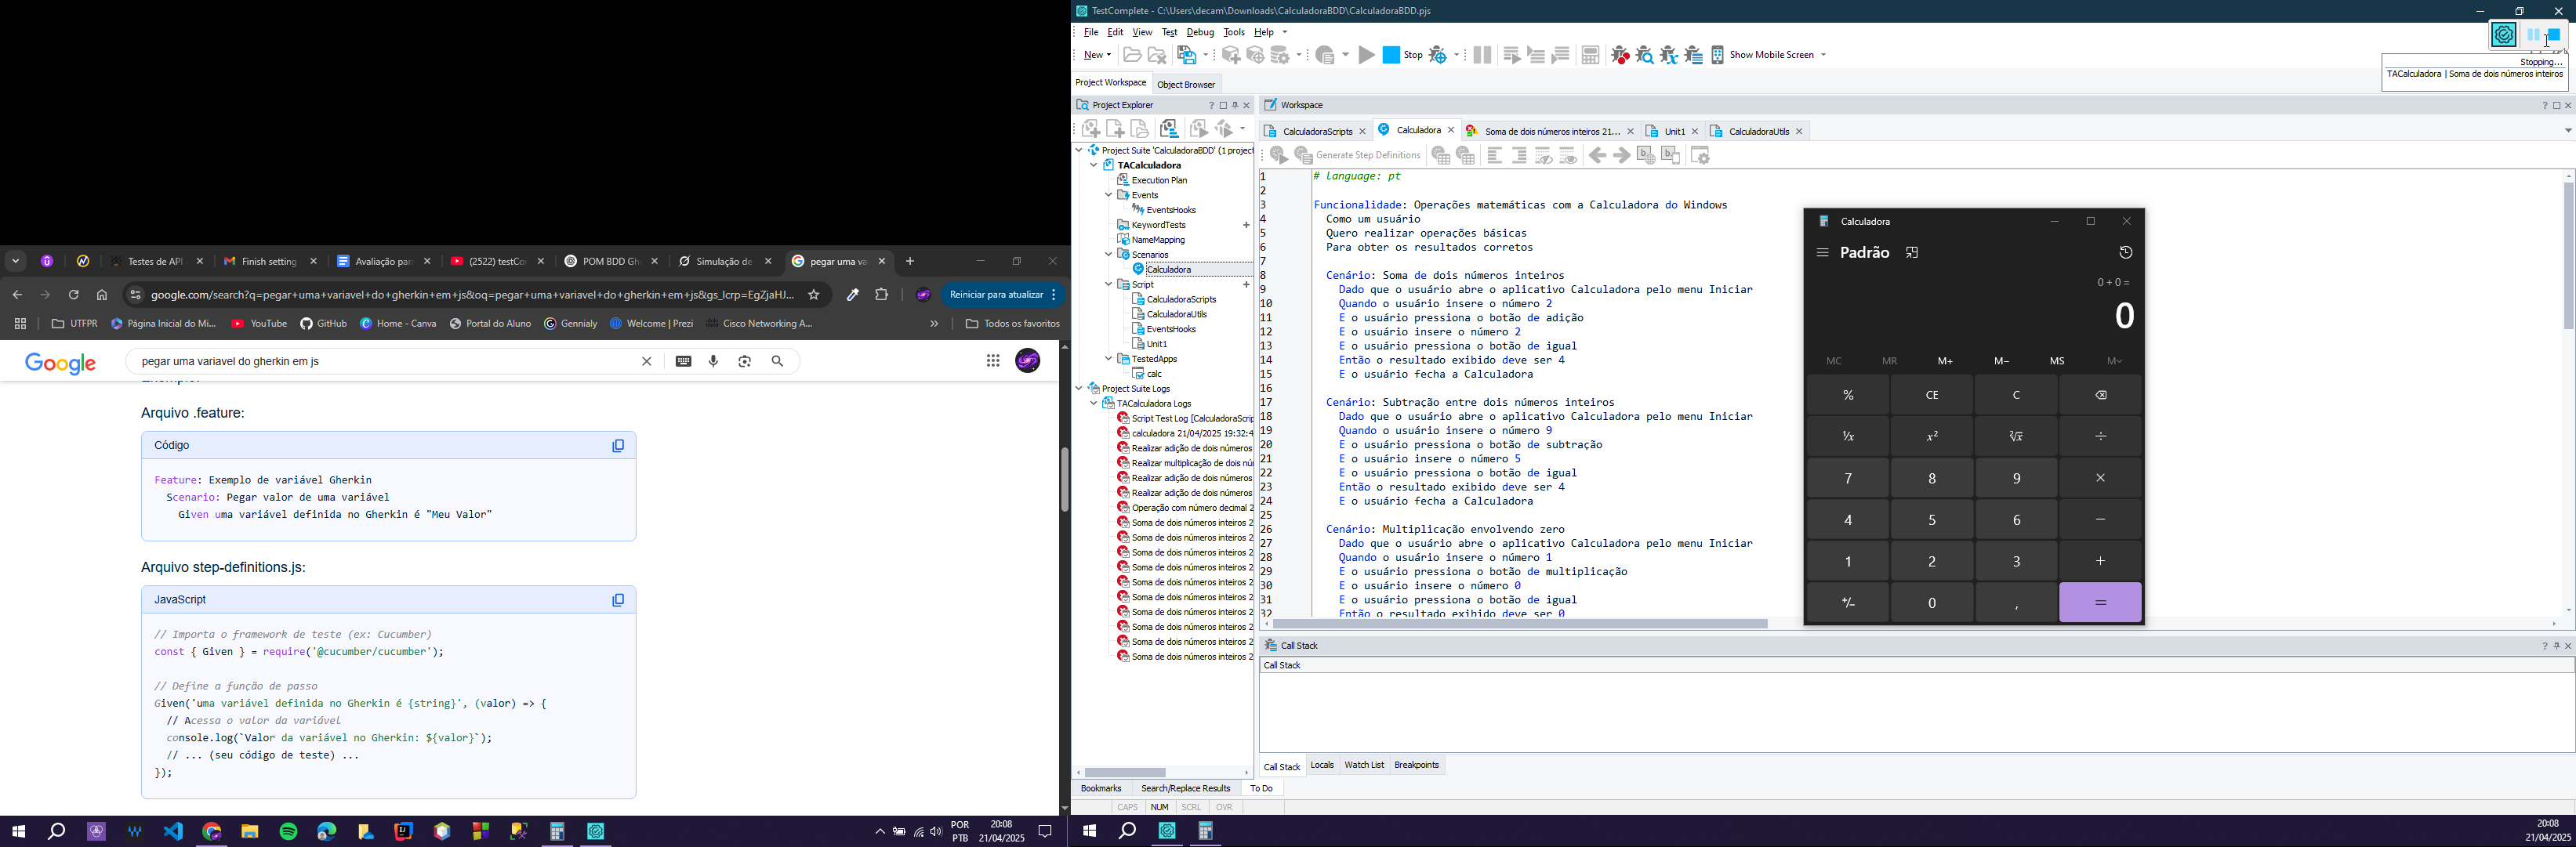 Testes de API
Finish setting
Avaliação par
(2522) testCo
POM BDD Gh
Simulação de
pegar uma va
google.com/search?q=pegar+uma+variavel+do+gherkin+em+js&oq=pegar+uma+variavel+do+gherkin+em+js&gs_lcrp=EgZjaHJ...
Reiniciar para atualizar
UTFPR
Página Inicial do Mi...
YouTube
GitHub
Home - Canva
Portal do Aluno
Gennialy
Welcome | Prezi
Cisco Networking A...
Todos os favoritos
Google
pegar uma variavel do gherkin em js
Arquivo .feature:
Código
Feature: Exemplo de variável Gherkin
Scenario: Pegar valor de uma variável
Given uma variável definida no Gherkin é "Meu Valor"
Arquivo step-definitions.js:
JavaScript
// Importa o framework de teste (ex: Cucumber)
const { Given } = require('@cucumber/cucumber');
// Define a função de passo
Given('uma variável definida no Gherkin é {string}', (valor) => {
// Acessa o valor da variável
console.log(`Valor da variável no Gherkin: ${valor}`);
// ... (seu código de teste) ...
});
POR
PTB
20:08
21/04/2025
TestComplete - C:\Users\decam\Downloads\CalculadoraBDD\CalculadoraBDD.pjs
File Edit View Test Debug Tools Help
New
Stop
Show Mobile Screen
Stopping...
TACalculadora | Soma de dois números inteiros
Project Workspace
Object Browser
Project Explorer
Project Suite 'CalculadoraBDD' (1 project
TACalculadora
Execution Plan
Events
EventsHooks
KeywordTests
NameMapping
Scenarios
Calculadora
Script
CalculadoraScripts
CalculadoraUtils
EventsHooks
Unit1
TestedApps
calc
Project Suite Logs
TACalculadora Logs
Script Test Log [CalculadoraScrip
calculadora 21/04/2025 19:32:4
Realizar adição de dois números
Realizar multiplicação de dois nú
Realizar adição de dois números
Realizar adição de dois números
Operação com número decimal 2
Soma de dois números inteiros 2
Soma de dois números inteiros 2
Soma de dois números inteiros 2
Soma de dois números inteiros 2
Soma de dois números inteiros 2
Soma de dois números inteiros 2
Soma de dois números inteiros 2
Soma de dois números inteiros 2
Soma de dois números inteiros 2
Soma de dois números inteiros 2
Bookmarks
Search/Replace Results
To Do
CAPS NUM SCRL OVR
Workspace
CalculadoraScripts
Calculadora
Soma de dois números inteiros 21...
Unit1
CalculadoraUtils
Generate Step Definitions
1 # language: pt
2
3 Funcionalidade: Operações matemáticas com a Calculadora do Windows
4 Como um usuário
5 Quero realizar operações básicas
6 Para obter os resultados corretos
7
8 Cenário: Soma de dois números inteiros
9 Dado que o usuário abre o aplicativo Calculadora pelo menu Iniciar
10 Quando o usuário insere o número 2
11 E o usuário pressiona o botão de adição
12 E o usuário insere o número 2
13 E o usuário pressiona o botão de igual
14 Então o resultado exibido deve ser 4
15 E o usuário fecha a Calculadora
16
17 Cenário: Subtração entre dois números inteiros
18 Dado que o usuário abre o aplicativo Calculadora pelo menu Iniciar
19 Quando o usuário insere o número 9
20 E o usuário pressiona o botão de subtração
21 E o usuário insere o número 5
22 E o usuário pressiona o botão de igual
23 Então o resultado exibido deve ser 4
24 E o usuário fecha a Calculadora
25
26 Cenário: Multiplicação envolvendo zero
27 Dado que o usuário abre o aplicativo Calculadora pelo menu Iniciar
28 Quando o usuário insere o número 1
29 E o usuário pressiona o botão de multiplicação
30 E o usuário insere o número 0
31 E o usuário pressiona o botão de igual
32 Então o resultado exibido deve ser 0
Calculadora
Padrão
0 + 0 =
0
MC MR M+ M− MS M˅
% CE C
¹/x x² ²√x ÷
7 8 9 ×
4 5 6 −
1 2 3 +
+/− 0 , =
Call Stack
Call Stack
Call Stack Locals Watch List Breakpoints
20:08
21/04/2025